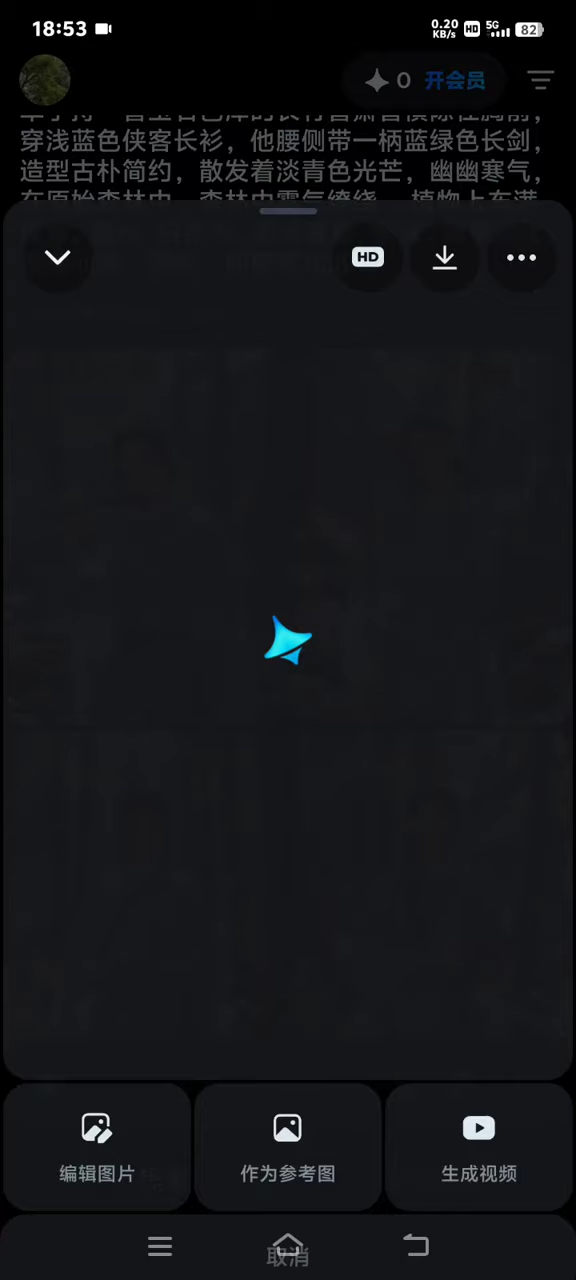 18:53
0.20 KB/s HD 5G 82
0 开会员
穿浅蓝色侠客长衫，他腰侧带一柄蓝绿色长剑，
造型古朴简约，散发着淡青色光芒，幽幽寒气，
HD
编辑图片 作为参考图 生成视频
取消